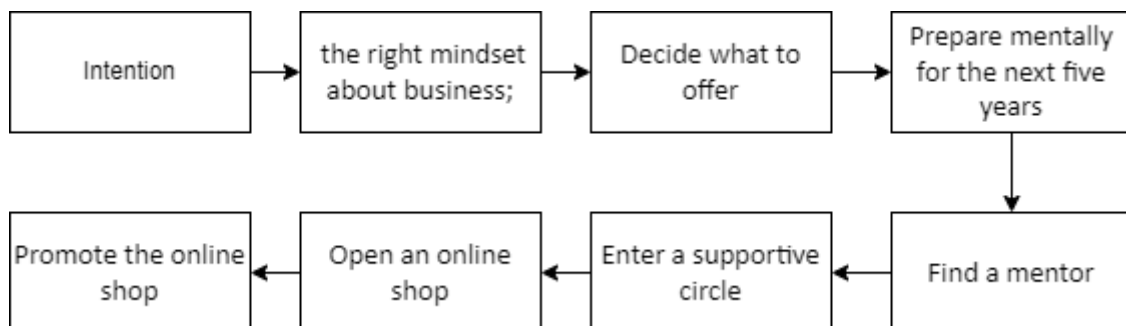 Intention
the right mindset
about business;
Decide what to
offer
Prepare mentally
for the next five
years
Find a mentor
Enter a supportive
circle
Open an online
shop
Promote the online
shop